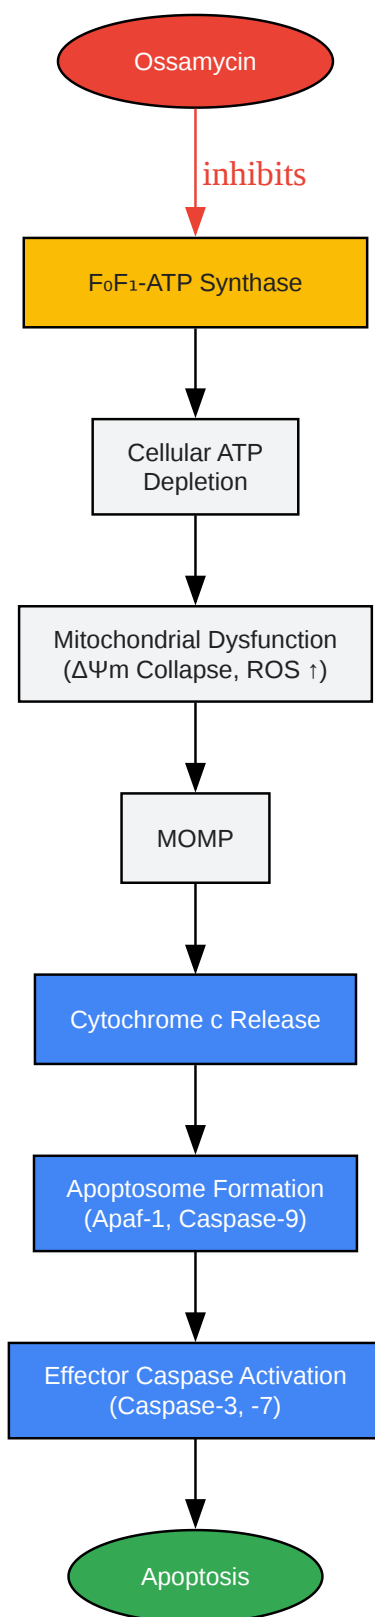 Ossamycin
inhibits
F₀F₁-ATP Synthase
Cellular ATP
Depletion
Mitochondrial Dysfunction
(ΔΨm Collapse, ROS ↑)
MOMP
Cytochrome c Release
Apoptosome Formation
(Apaf-1, Caspase-9)
Effector Caspase Activation
(Caspase-3, -7)
Apoptosis